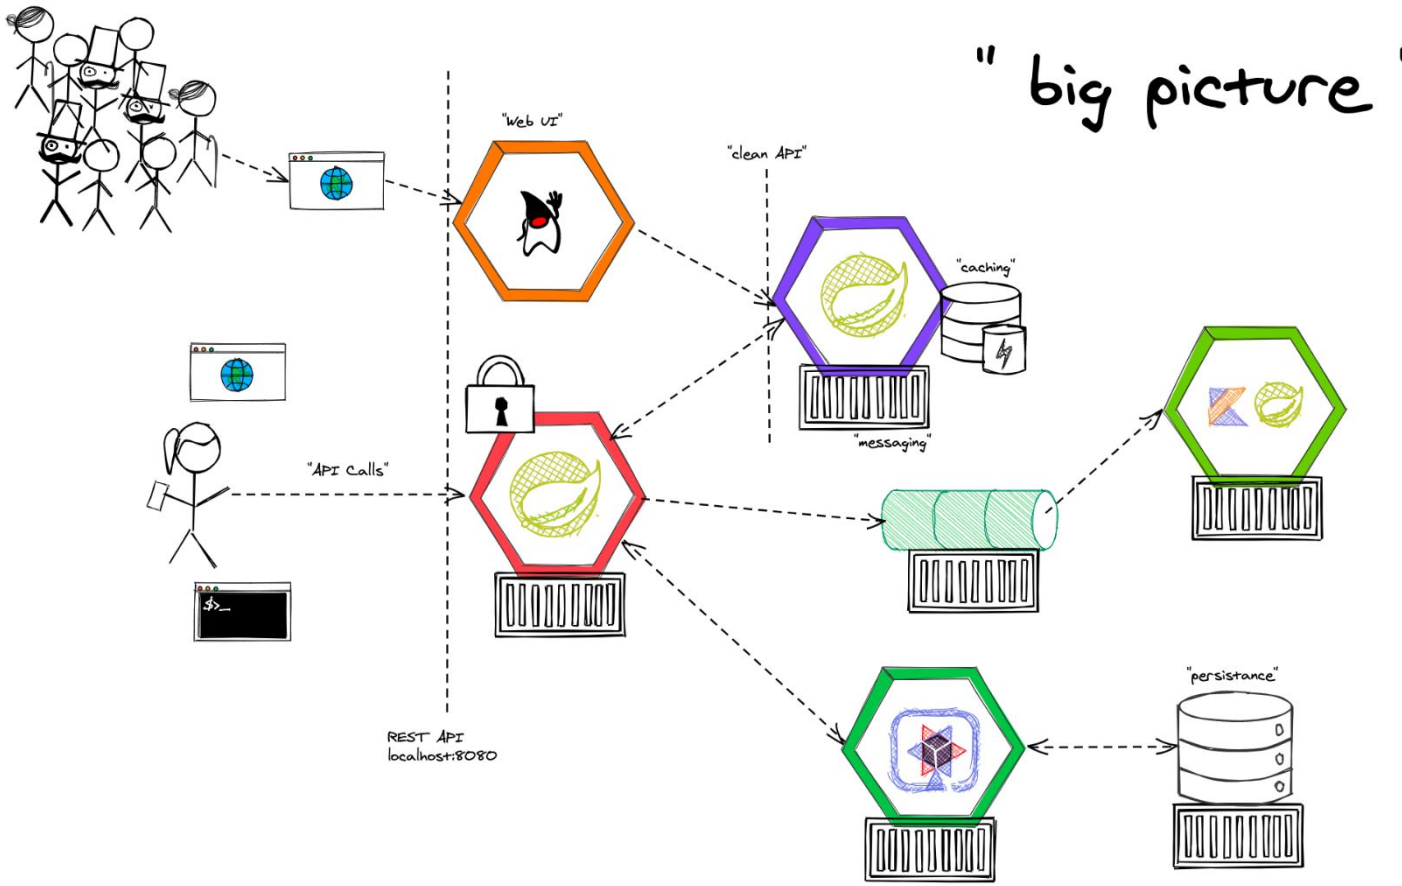 " big picture "
"Web UI"
"clean API"
"caching"
"messaging"
"API Calls"
$>_
"persistance"
REST API
localhost:8080